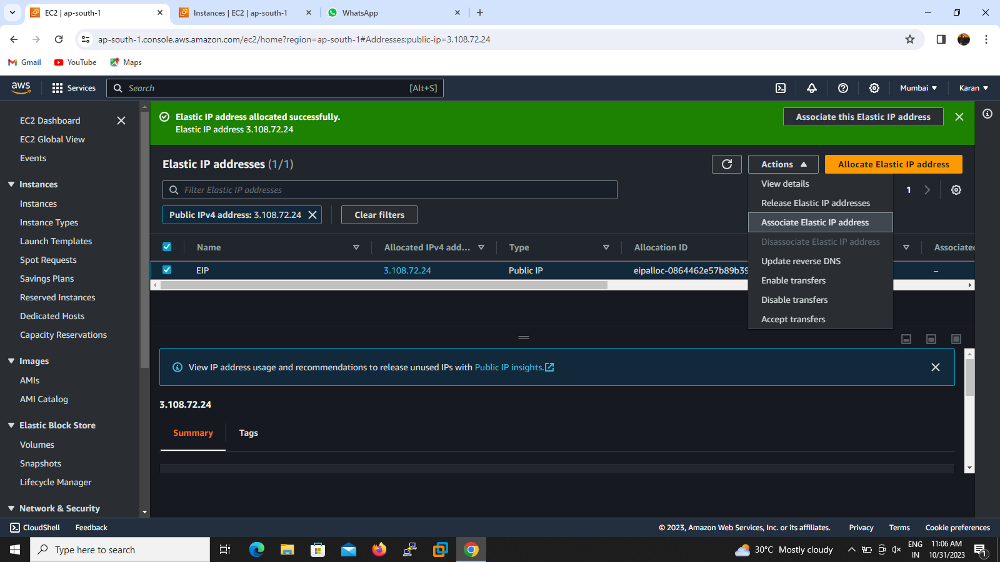 EC2 | ap-south-1
Instances | EC2 | ap-south-1
WhatsApp
ap-south-1.console.aws.amazon.com/ec2/home?region=ap-south-1#Addresses:public-ip=3.108.72.24
Gmail
YouTube
Maps
aws
Services
Search
[Alt+S]
Mumbai
Karan
EC2 Dashboard
EC2 Global View
Events
Instances
Instances
Instance Types
Launch Templates
Spot Requests
Savings Plans
Reserved Instances
Dedicated Hosts
Capacity Reservations
Images
AMIs
AMI Catalog
Elastic Block Store
Volumes
Snapshots
Lifecycle Manager
Network & Security
Elastic IP address allocated successfully.
Elastic IP address 3.108.72.24
Associate this Elastic IP address
Elastic IP addresses (1/1)
Actions
Allocate Elastic IP address
Filter Elastic IP addresses
1
Public IPv4 address: 3.108.72.24
Clear filters
View details
Release Elastic IP addresses
Associate Elastic IP address
Disassociate Elastic IP address
Update reverse DNS
Enable transfers
Disable transfers
Accept transfers
Name
Allocated IPv4 add...
Type
Allocation ID
Associated
EIP
3.108.72.24
Public IP
eipalloc-0864462e57b89b39
–
View IP address usage and recommendations to release unused IPs with Public IP insights.
3.108.72.24
Summary
Tags
CloudShell
Feedback
© 2023, Amazon Web Services, Inc. or its affiliates.
Privacy
Terms
Cookie preferences
Type here to search
30°C Mostly cloudy
ENG
IN
11:06 AM
10/31/2023
1